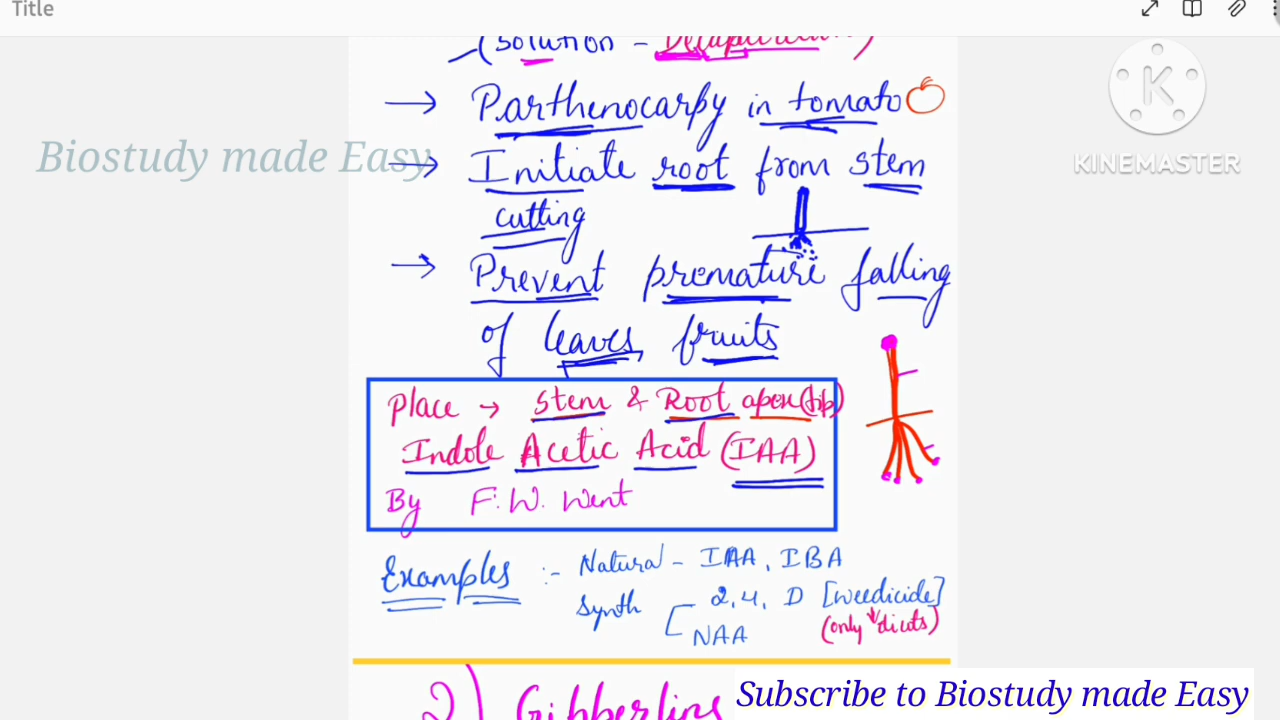 Title
(Solution -
→ Parthenocarpy in tomato
Biostudy made Easy
KINEMASTER
→ Initiate root from stem
cutting
→ Prevent premature falling
of leaves, fruits
Place → Stem & Root apex (tip)
Indole Acetic Acid (IAA)
By F.W. Went
Examples :- Natural - IAA, IBA
Synth 2, 4, D [weedicide]
NAA (only ↓ dicots)
2) Gibberlins
Subscribe to Biostudy made Easy